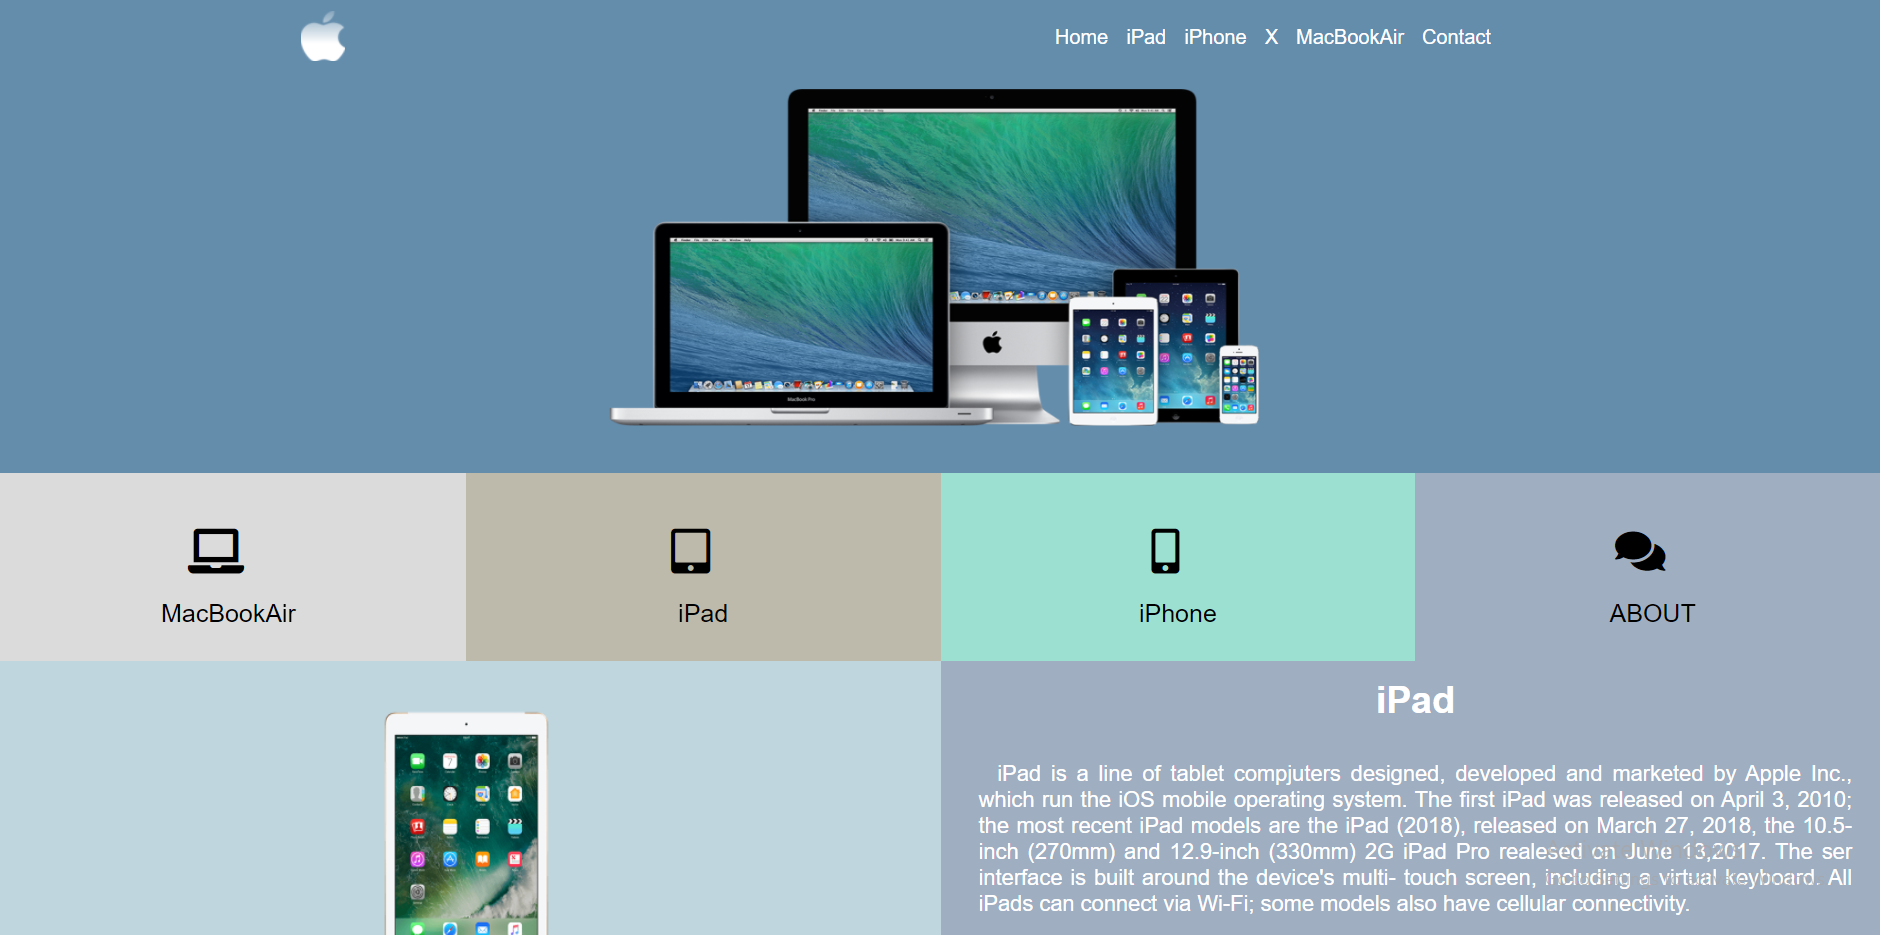 Home iPad iPhone X MacBookAir Contact
MacBook Pro
MacBookAir
iPad
iPhone
ABOUT
iPad
iPad is a line of tablet compjuters designed, developed and marketed by Apple Inc.,
which run the iOS mobile operating system. The first iPad was released on April 3, 2010;
the most recent iPad models are the iPad (2018), released on March 27, 2018, the 10.5-
inch (270mm) and 12.9-inch (330mm) 2G iPad Pro realesed on June 13,2017. The ser
interface is built around the device's multi- touch screen, including a virtual keyboard. All
iPads can connect via Wi-Fi; some models also have cellular connectivity.